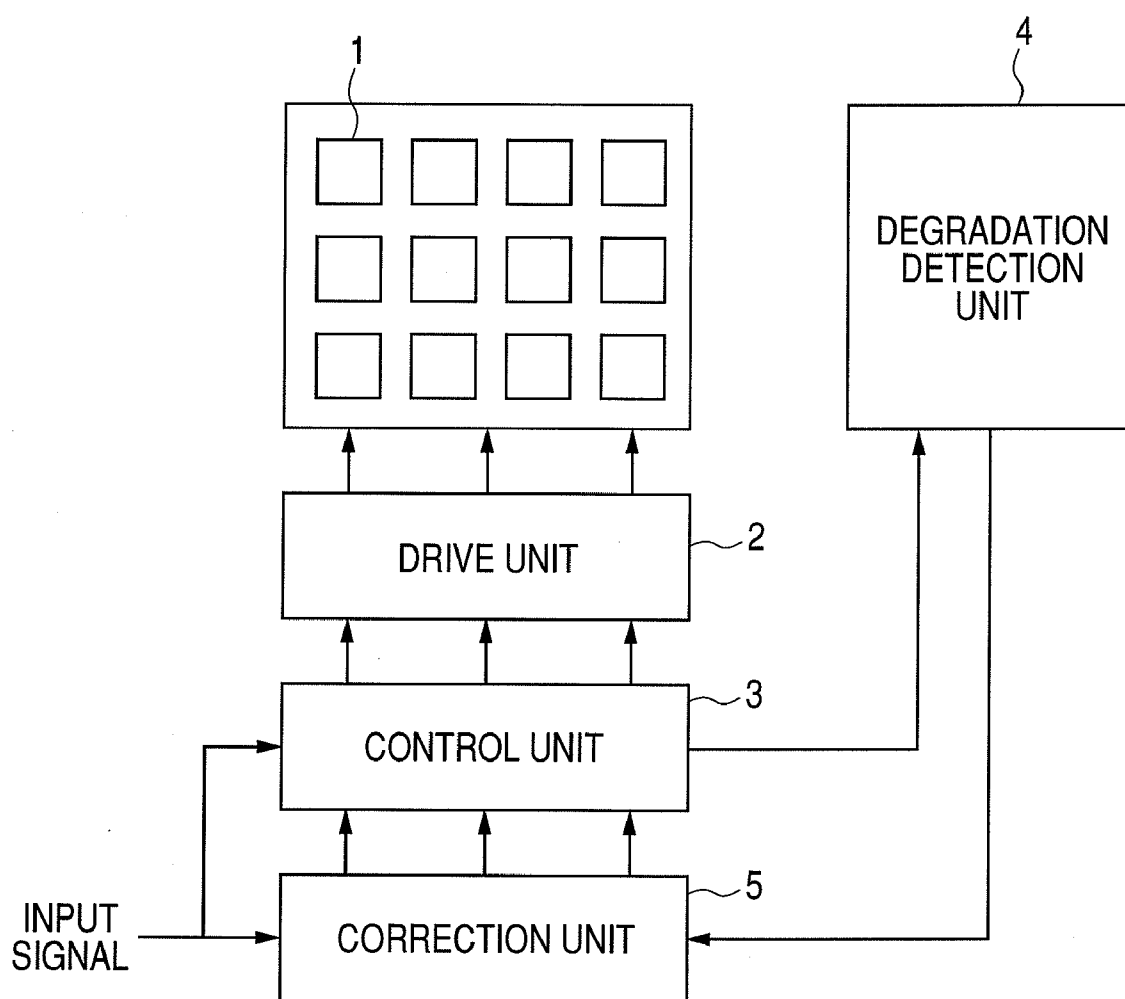 1
4
DEGRADATION
DETECTION
UNIT
DRIVE UNIT
2
CONTROL UNIT
3
CORRECTION UNIT
5
INPUT
SIGNAL